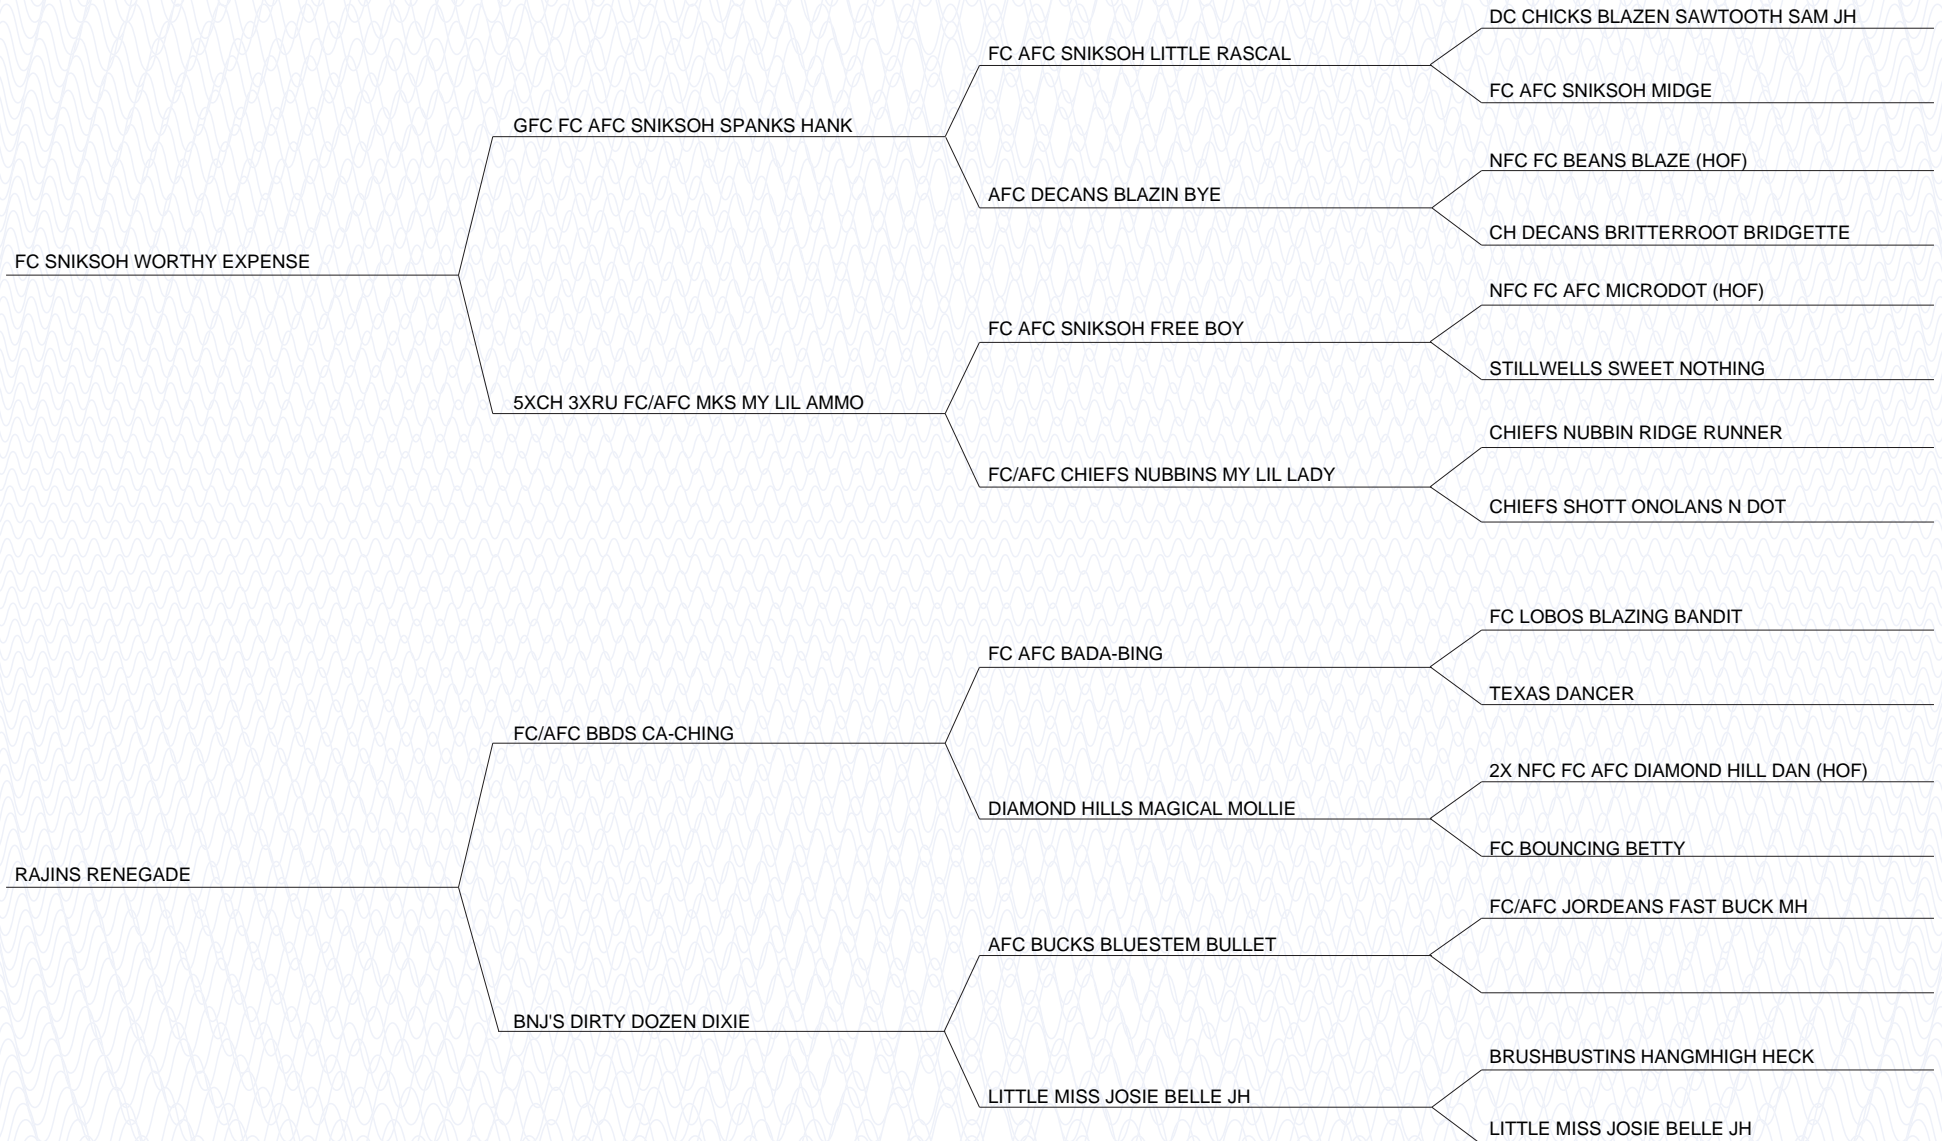 DC CHICKS BLAZEN SAWTOOTH SAM JH
FC AFC SNIKSOH LITTLE RASCAL
FC AFC SNIKSOH MIDGE
GFC FC AFC SNIKSOH SPANKS HANK
NFC FC BEANS BLAZE (HOF)
AFC DECANS BLAZIN BYE
CH DECANS BRITTERROOT BRIDGETTE
FC SNIKSOH WORTHY EXPENSE
NFC FC AFC MICRODOT (HOF)
FC AFC SNIKSOH FREE BOY
STILLWELLS SWEET NOTHING
5XCH 3XRU FC/AFC MKS MY LIL AMMO
CHIEFS NUBBIN RIDGE RUNNER
FC/AFC CHIEFS NUBBINS MY LIL LADY
CHIEFS SHOTT ONOLANS N DOT
FC LOBOS BLAZING BANDIT
FC AFC BADA-BING
TEXAS DANCER
FC/AFC BBDS CA-CHING
2X NFC FC AFC DIAMOND HILL DAN (HOF)
DIAMOND HILLS MAGICAL MOLLIE
FC BOUNCING BETTY
RAJINS RENEGADE
FC/AFC JORDEANS FAST BUCK MH
AFC BUCKS BLUESTEM BULLET
BNJ'S DIRTY DOZEN DIXIE
BRUSHBUSTINS HANGMHIGH HECK
LITTLE MISS JOSIE BELLE JH
LITTLE MISS JOSIE BELLE JH